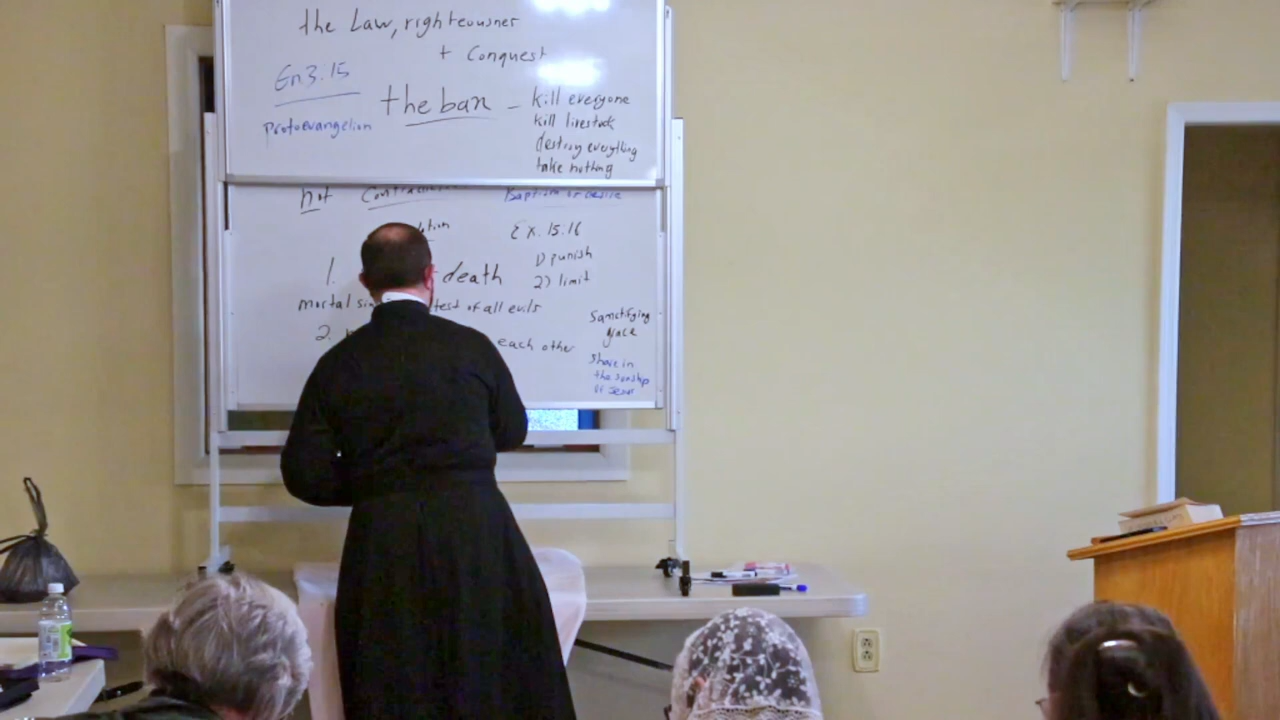 the Law, righteousnes
+ Conquest
Gn 3:15
the ban – kill everyone
protoevangelion
kill livestock
destroy everything
take nothing
not Baptism of desire
Ex. 15.16
1. death
1) punish
2) limit
mortal sin test of all evils
Sanctifying
grace
2. each other
share in
the sonship
of Jesus